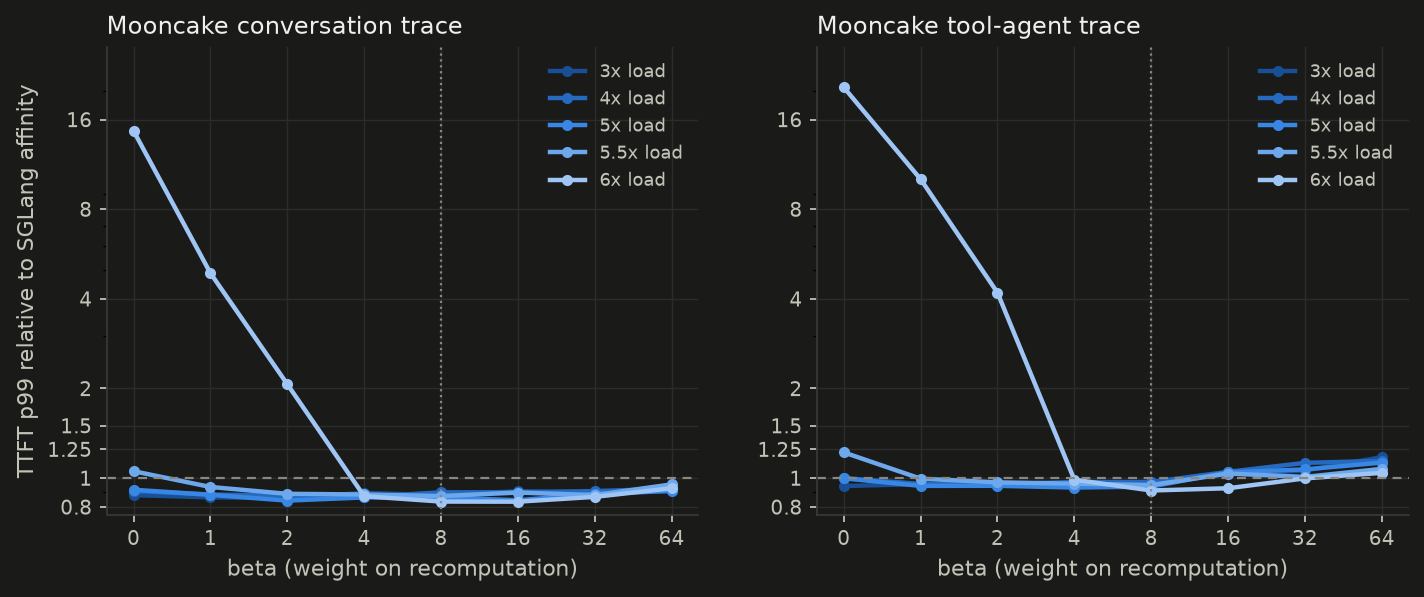 Mooncake conversation trace
TTFT p99 relative to SGLang affinity
16
8
4
2
1.5
1.25
1
0.8
3x load
4x load
5x load
5.5x load
6x load
0 1 2 4 8 16 32 64
beta (weight on recomputation)
Mooncake tool-agent trace
16
8
4
2
1.5
1.25
1
0.8
3x load
4x load
5x load
5.5x load
6x load
0 1 2 4 8 16 32 64
beta (weight on recomputation)